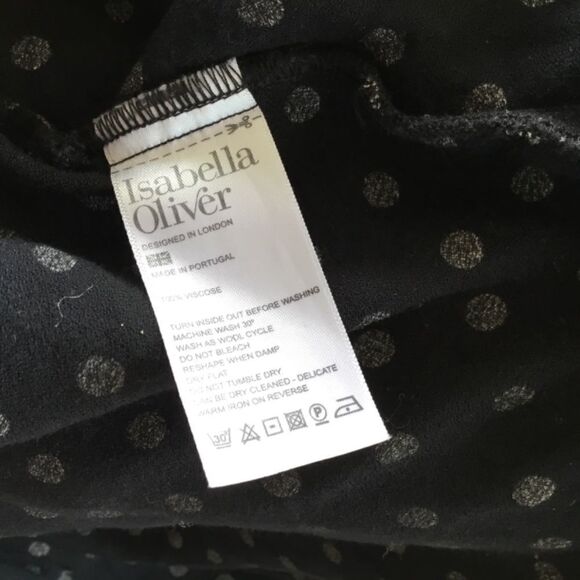 Isabella
Oliver
DESIGNED IN LONDON
MADE IN PORTUGAL
100% VISCOSE
TURN INSIDE OUT BEFORE WASHING
MACHINE WASH 30°
WASH AS WOOL CYCLE
DO NOT BLEACH
RESHAPE WHEN DAMP
DRY FLAT
DO NOT TUMBLE DRY
CAN BE DRY CLEANED - DELICATE
WARM IRON ON REVERSE
30° P